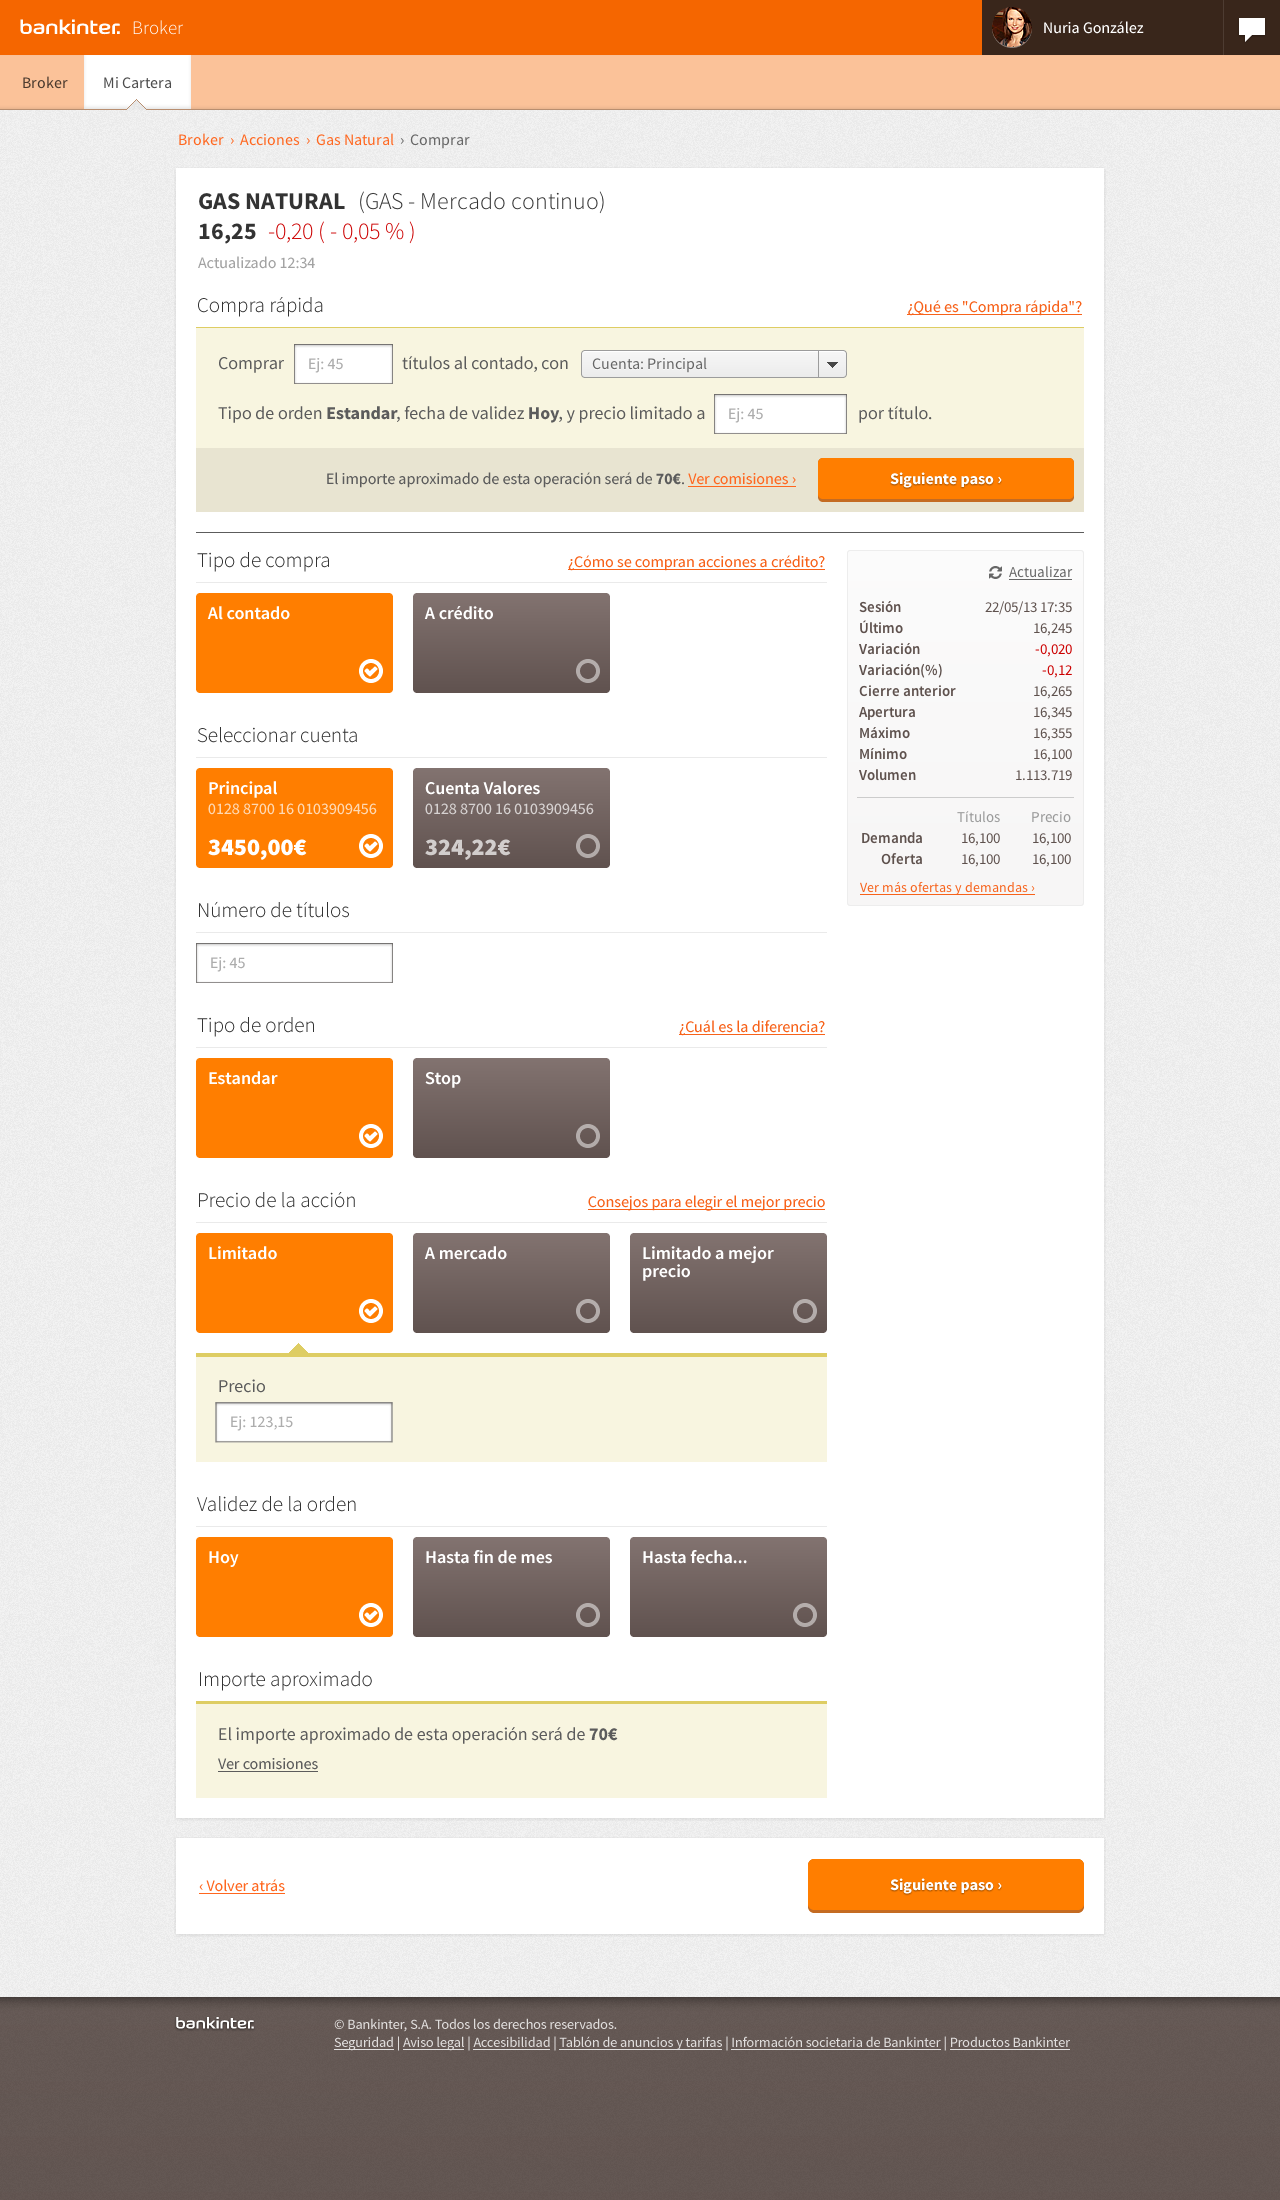 bankinter. Broker
Nuria González
Broker
Mi Cartera
Broker › Acciones › Gas Natural › Comprar
GAS NATURAL (GAS - Mercado continuo)
16,25 -0,20 ( - 0,05 % )
Actualizado 12:34
Compra rápida
¿Qué es "Compra rápida"?
Comprar Ej: 45 títulos al contado, con Cuenta: Principal
Tipo de orden Estandar, fecha de validez Hoy, y precio limitado a Ej: 45 por título.
El importe aproximado de esta operación será de 70€. Ver comisiones ›
Siguiente paso ›
Tipo de compra
¿Cómo se compran acciones a crédito?
Al contado
A crédito
Seleccionar cuenta
Principal
0128 8700 16 0103909456
3450,00€
Cuenta Valores
0128 8700 16 0103909456
324,22€
Número de títulos
Ej: 45
Tipo de orden
¿Cuál es la diferencia?
Estandar
Stop
Precio de la acción
Consejos para elegir el mejor precio
Limitado
A mercado
Limitado a mejor
precio
Precio
Ej: 123,15
Validez de la orden
Hoy
Hasta fin de mes
Hasta fecha...
Importe aproximado
El importe aproximado de esta operación será de 70€
Ver comisiones
Actualizar
Sesión 22/05/13 17:35
Último 16,245
Variación -0,020
Variación(%) -0,12
Cierre anterior 16,265
Apertura 16,345
Máximo 16,355
Mínimo 16,100
Volumen 1.113.719
Títulos Precio
Demanda 16,100 16,100
Oferta 16,100 16,100
Ver más ofertas y demandas ›
‹ Volver atrás
Siguiente paso ›
bankinter.
© Bankinter, S.A. Todos los derechos reservados.
Seguridad | Aviso legal | Accesibilidad | Tablón de anuncios y tarifas | Información societaria de Bankinter | Productos Bankinter